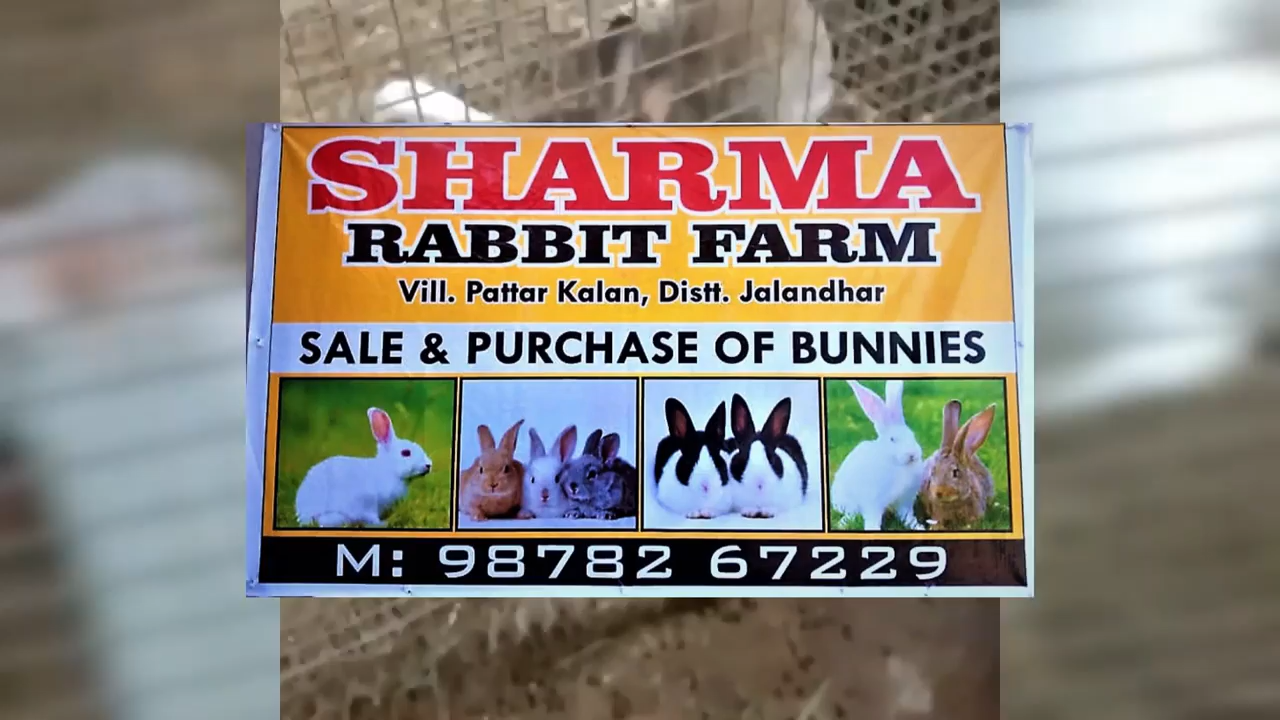 SHARMA
RABBIT FARM
Vill. Pattar Kalan, Distt. Jalandhar
SALE & PURCHASE OF BUNNIES
M: 98782 67229